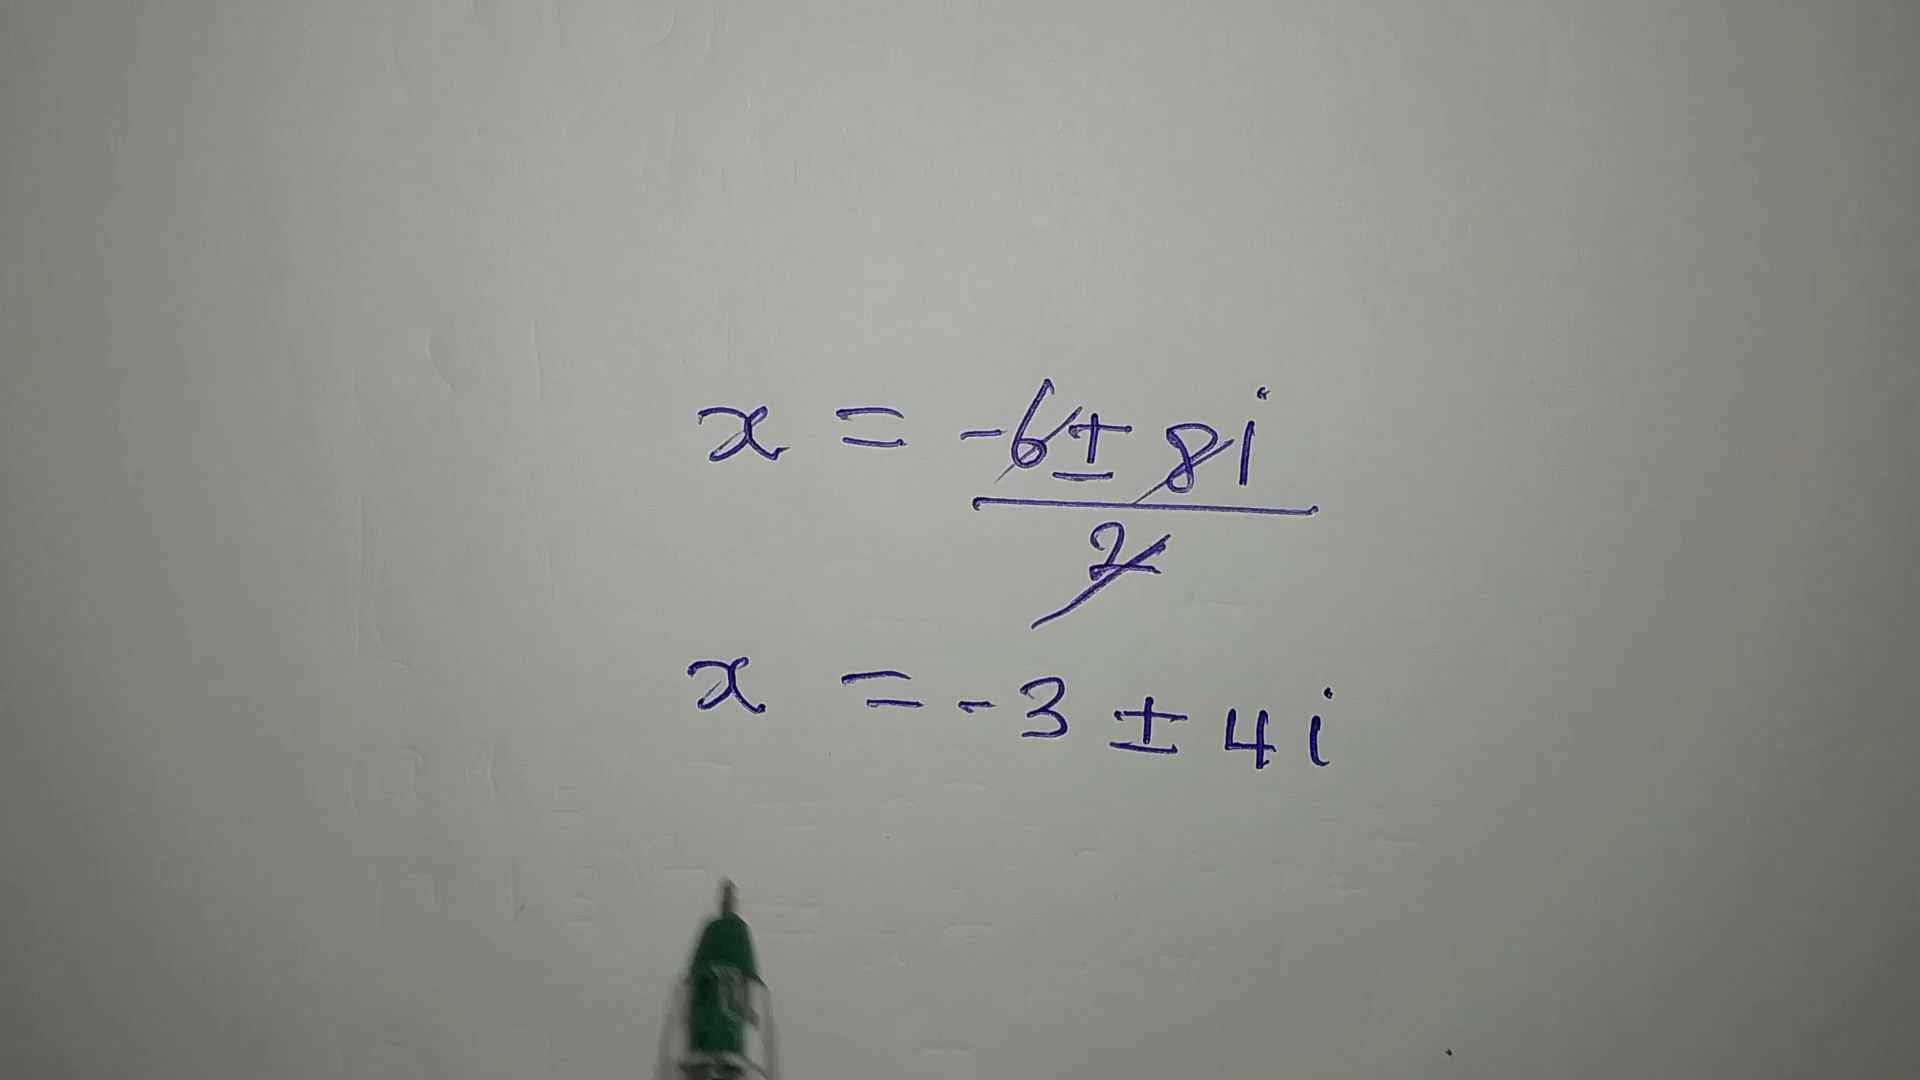 x = -6 ± 8i
2
x = -3 ± 4i